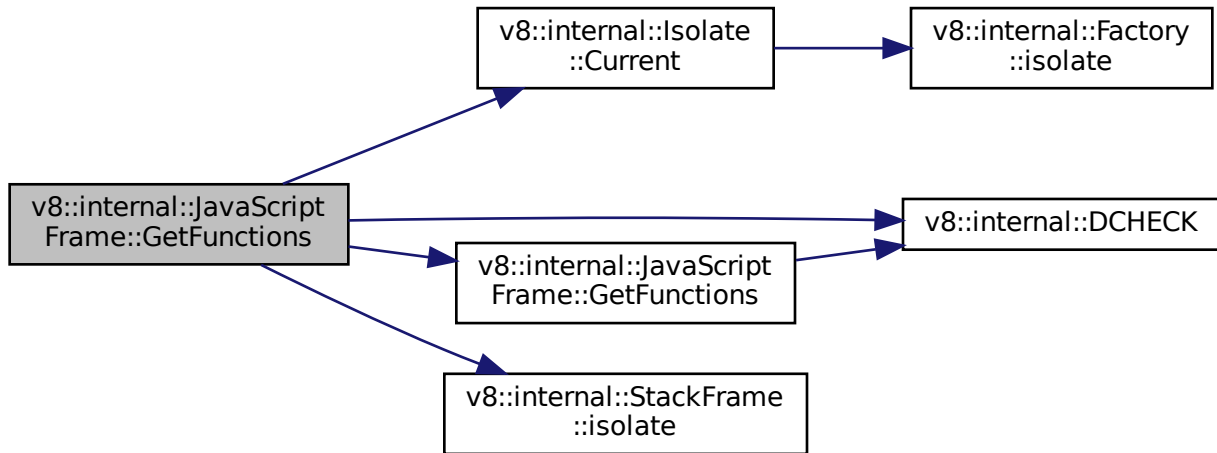 v8::internal::Isolate
::Current
v8::internal::Factory
::isolate
v8::internal::JavaScript
Frame::GetFunctions
v8::internal::DCHECK
v8::internal::JavaScript
Frame::GetFunctions
v8::internal::StackFrame
::isolate